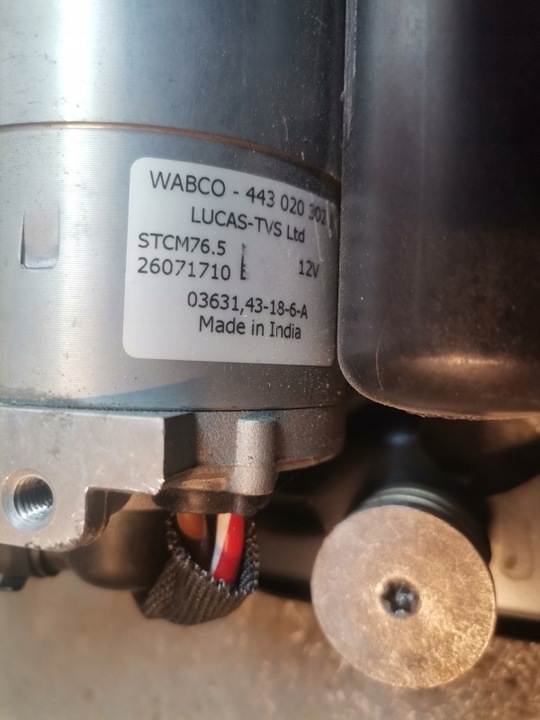 WABCO - 443 020 302
LUCAS-TVS Ltd
STCM76.5
26071710 E 12V
03631,43-18-6-A
Made in India